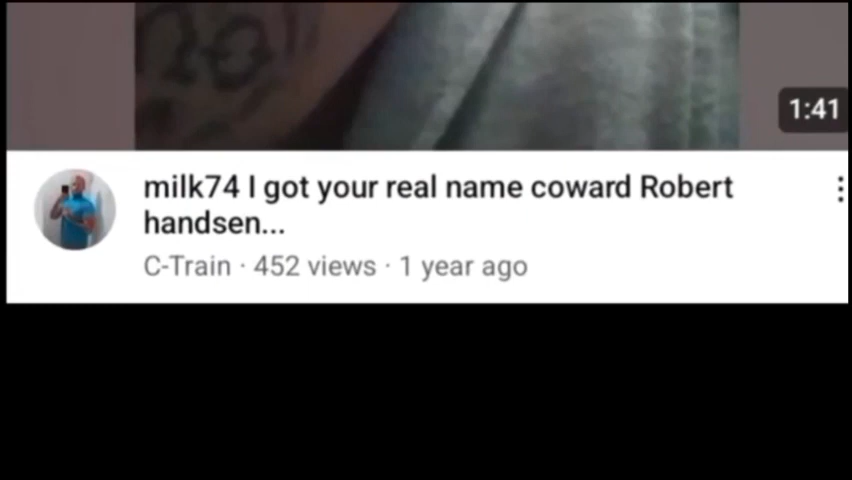 1:41
milk74 I got your real name coward Robert
handsen...
C-Train · 452 views · 1 year ago